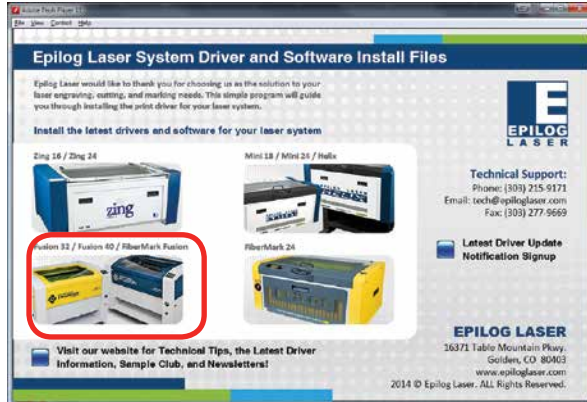 Adobe Flash Player 11
File View Control Help
Epilog Laser System Driver and Software Install Files
Epilog Laser would like to thank you for choosing us as the solution to your
laser engraving, cutting, and marking needs. This simple program will guide
you through installing the print driver for your laser system.
Install the latest drivers and software for your laser system
Zing 16 / Zing 24
Mini 18 / Mini 24 / Helix
zing
Fusion 32 / Fusion 40 / FiberMark Fusion
FiberMark 24
EPILOG
LASER
Technical Support:
Phone: (303) 215-9171
Email: tech@epiloglaser.com
Fax: (303) 277-9669
Latest Driver Update
Notification Signup
Visit our website for Technical Tips, the Latest Driver
Information, Sample Club, and Newsletters!
EPILOG LASER
16371 Table Mountain Pkwy.
Golden, CO 80403
www.epiloglaser.com
2014 © Epilog Laser. ALL Rights Reserved.